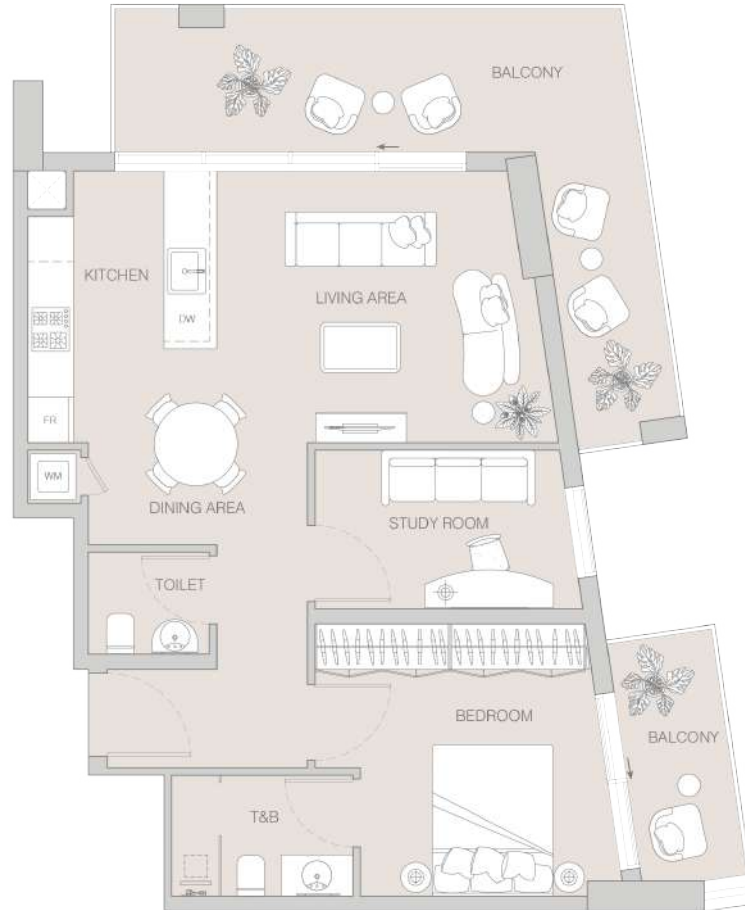 BALCONY
KITCHEN
LIVING AREA
DW
FR
WM
DINING AREA
STUDY ROOM
TOILET
BEDROOM
BALCONY
T&B